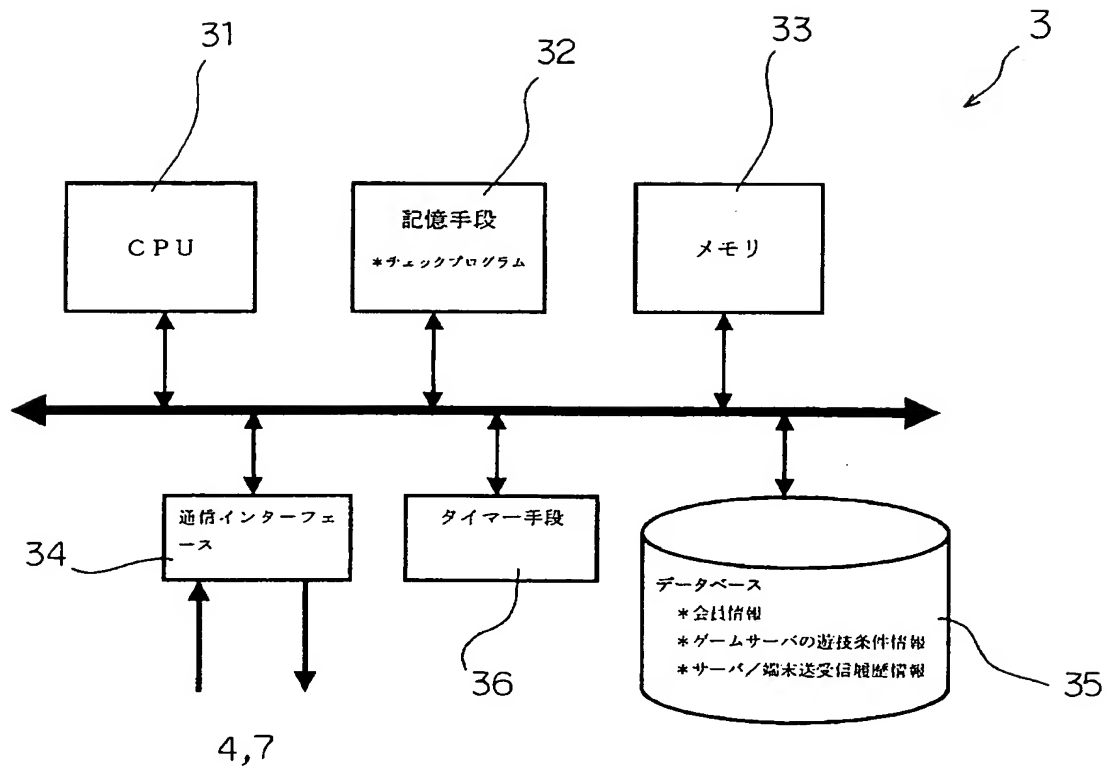 31
32
33
3
CPU
記憶手段
*チェックプログラム
メモリ
通信インターフェ
ース
タイマー手段
データベース
*会員情報
*ゲームサーバの遊技条件情報
*サーバ/端末送受信履歴情報
34
36
35
4,7